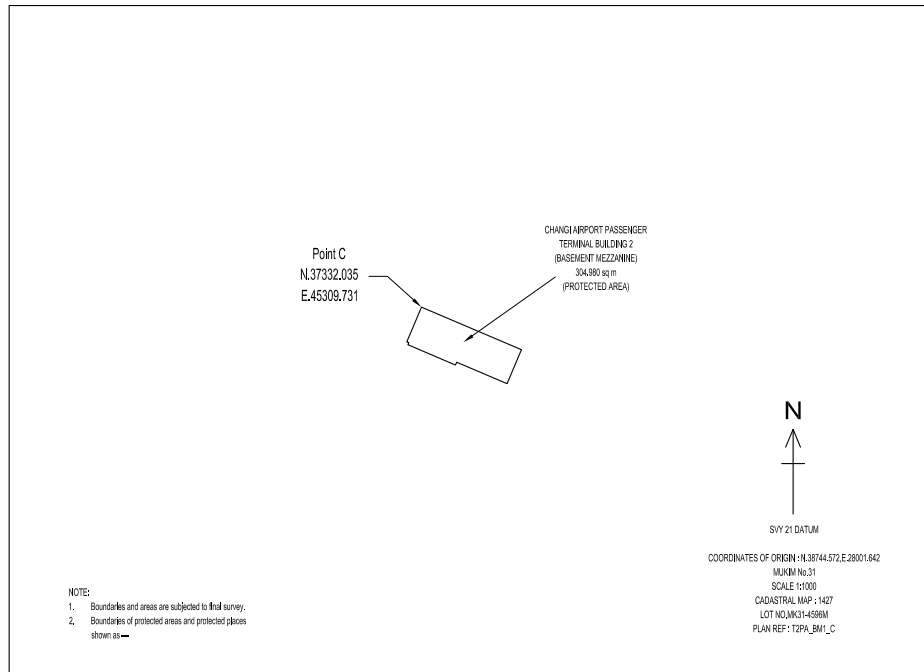 CHANGI AIRPORT PASSENGER
TERMINAL BUILDING 2
(BASEMENT MEZZANINE)
304.980 sq m
(PROTECTED AREA)
Point C
N.37332.035
E.45309.731
N
SVY 21 DATUM
COORDINATES OF ORIGIN : N.38744.572,E.28001.642
MUKIM No.31
SCALE 1:1000
CADASTRAL MAP : 1427
LOT NO,MK31-4596M
PLAN REF : T2PA_BM1_C
NOTE:
1. Boundaries and areas are subjected to final survey.
2. Boundaries of protected areas and protected places
shown as —